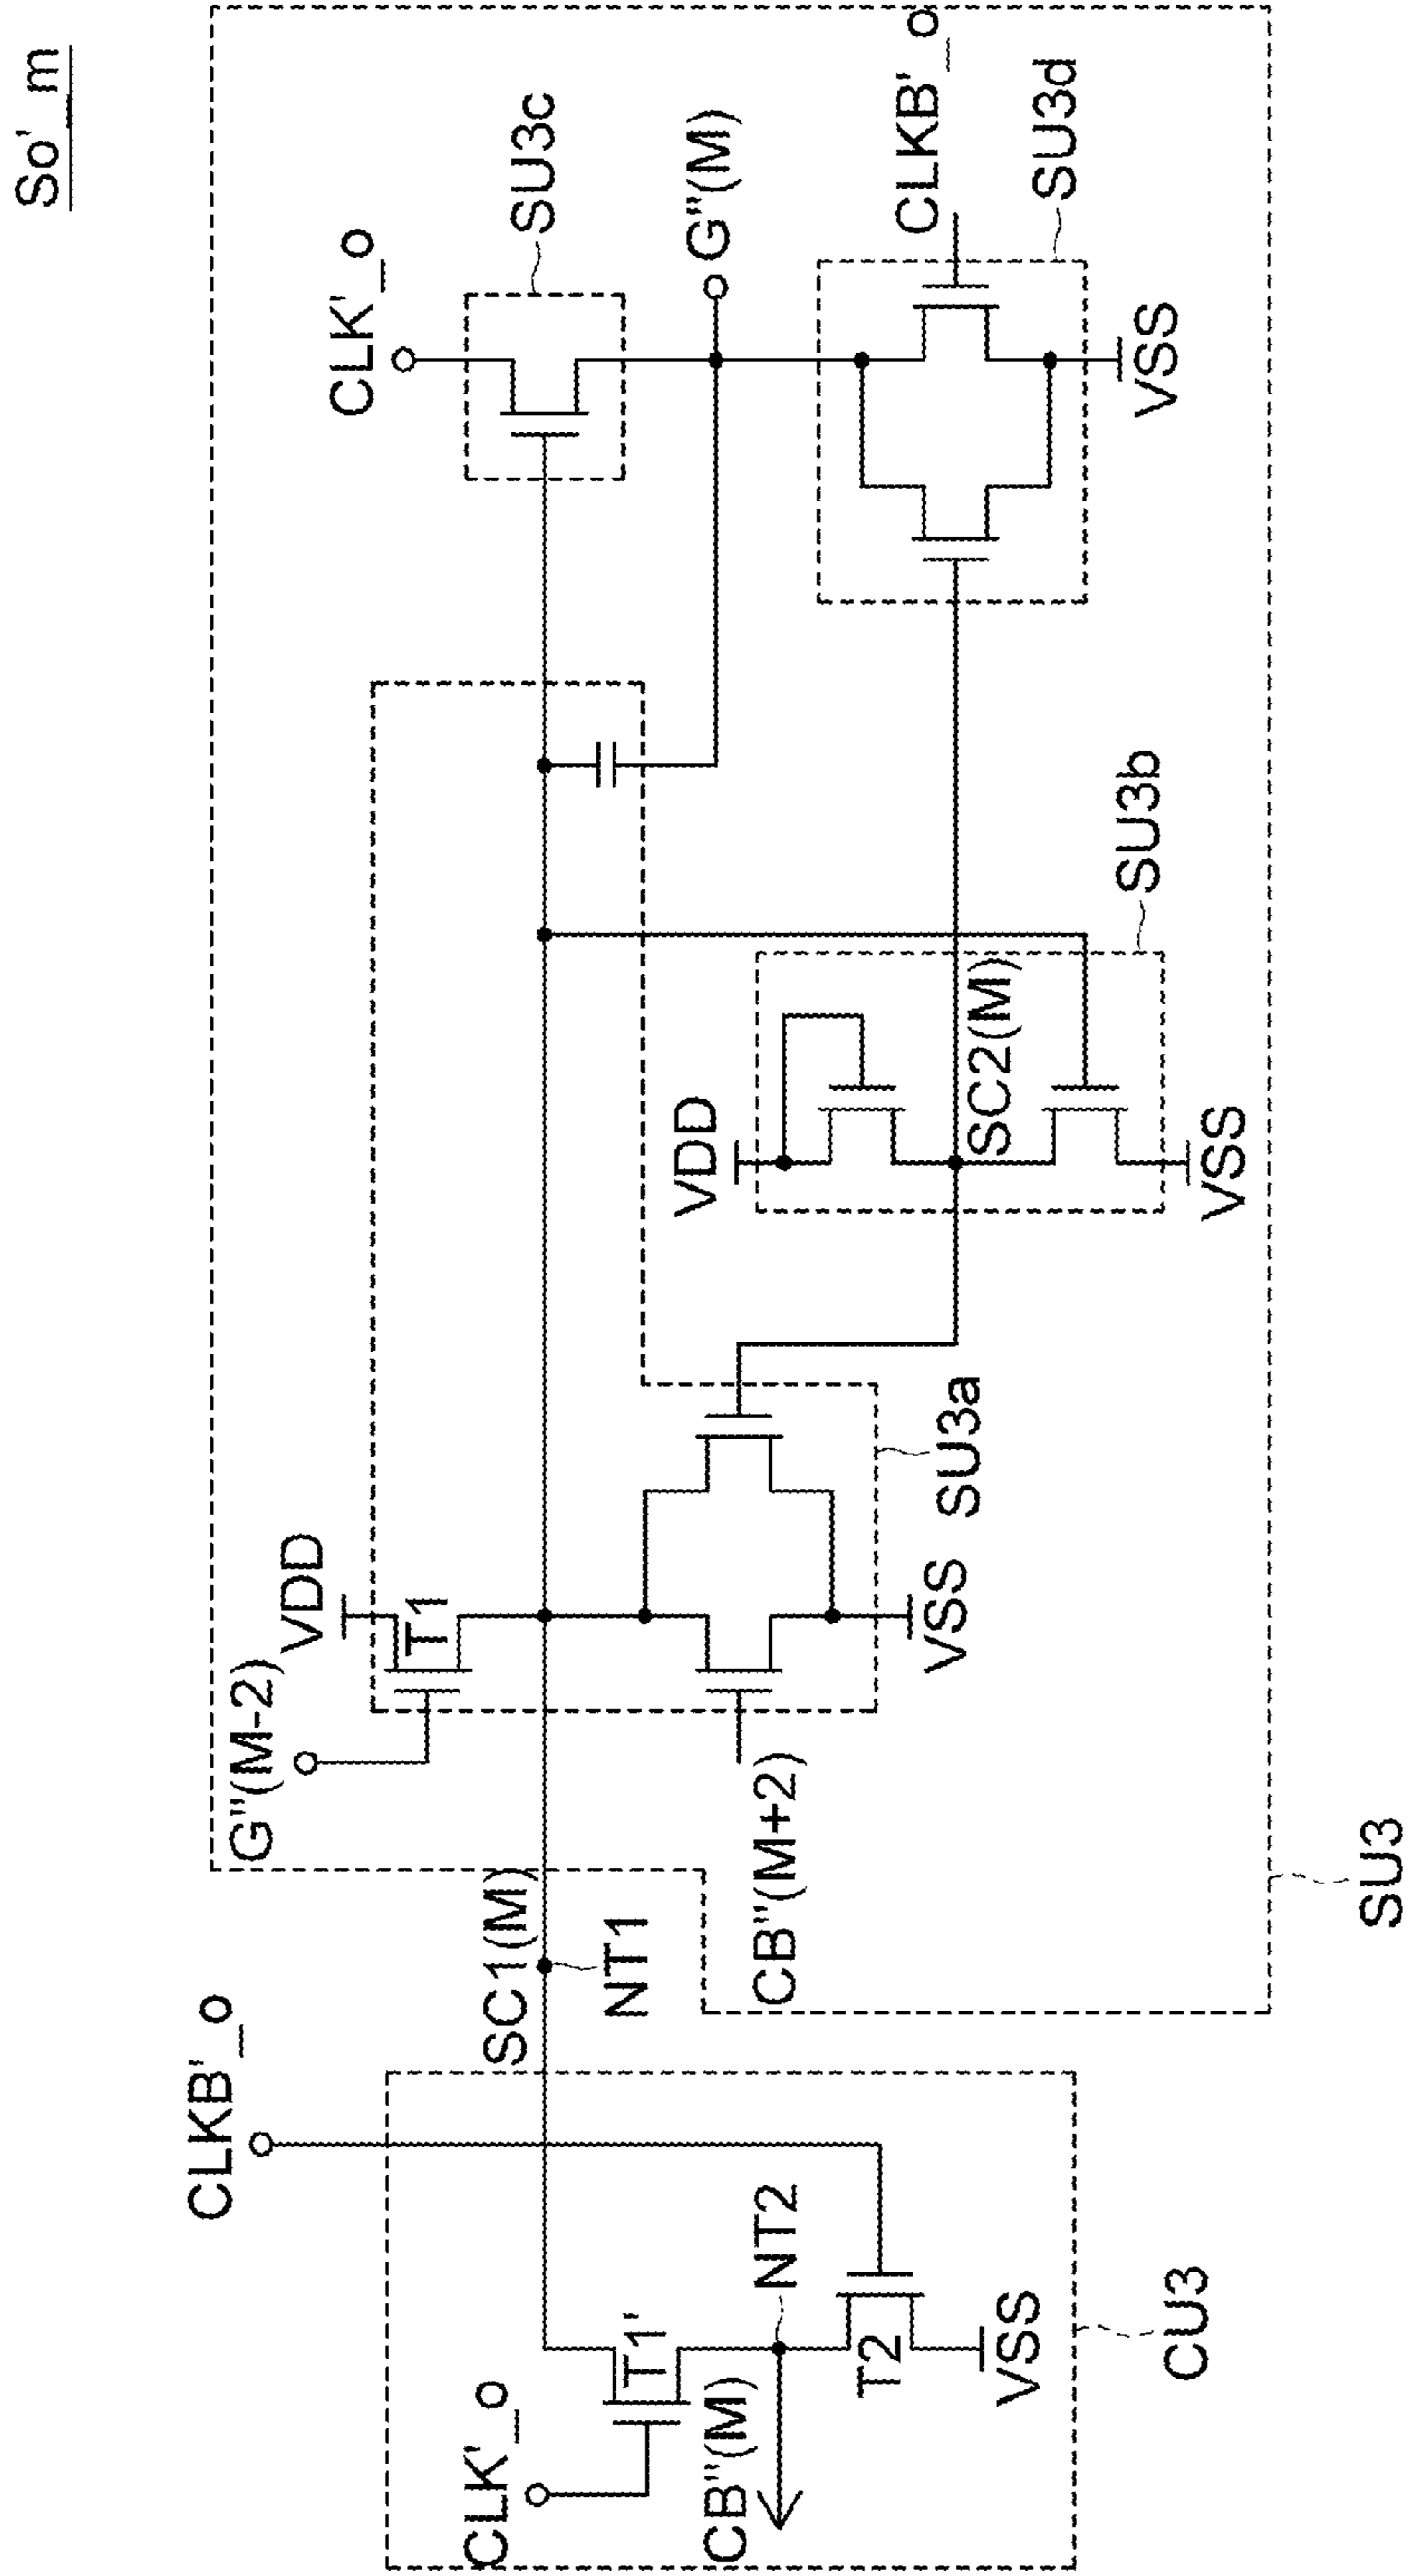 So'_m
CLKB'_o
CLK'_o
SC1(M)
NT1
T1'
CB"(M)
NT2
T2
VSS
CU3
G"(M-2)
VDD
T1
CB"(M+2)
VSS
SU3a
VDD
SC2(M)
VSS
SU3b
CLK'_o
SU3c
G"(M)
CLKB'_o
SU3d
VSS
SU3